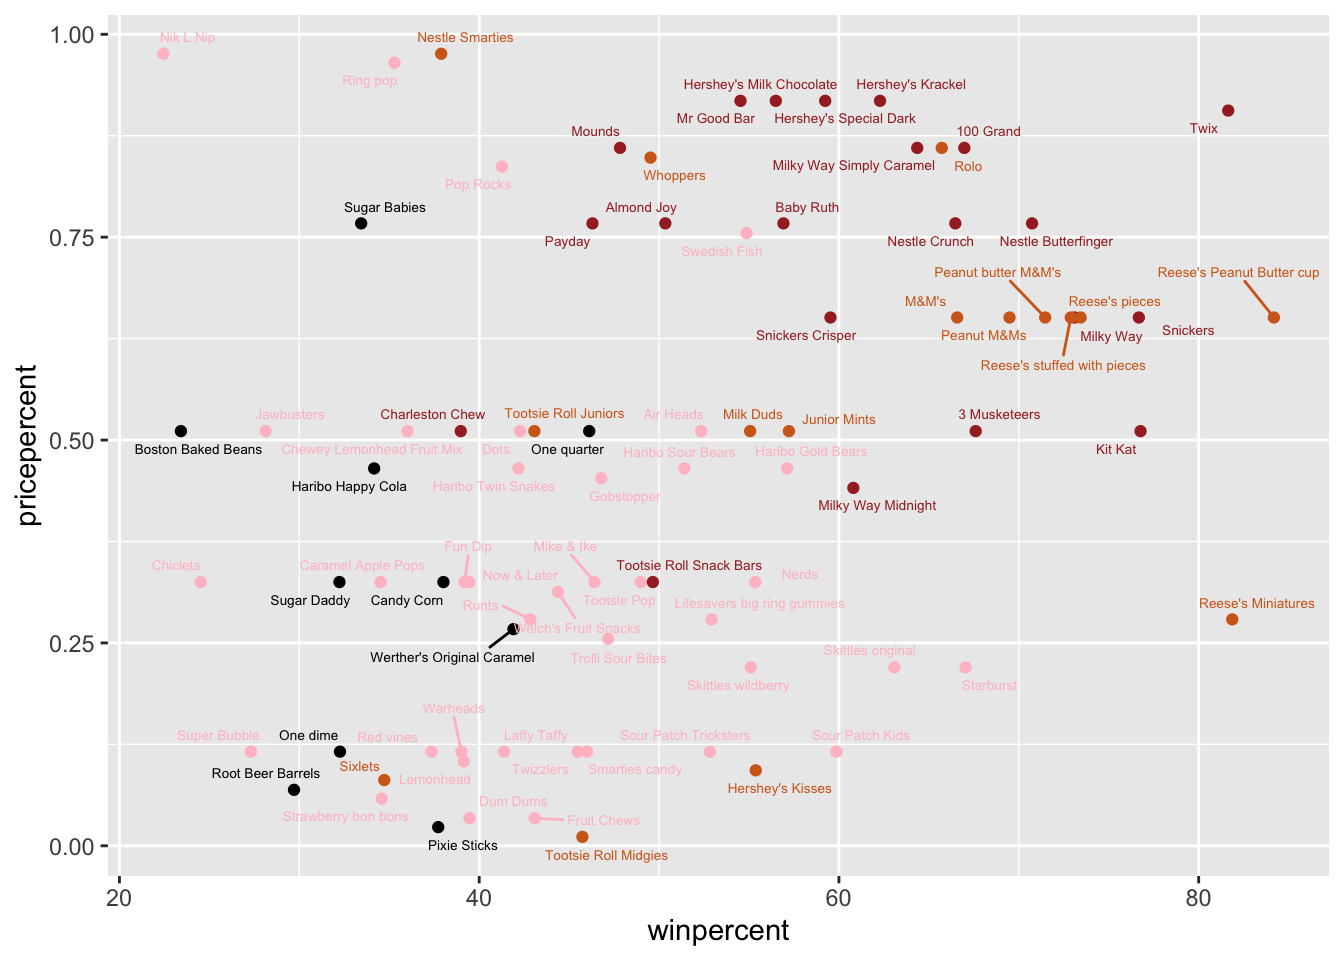 1.00
Nik L Nip
Nestle Smarties
Ring pop
Hershey's Milk Chocolate
Hershey's Krackel
Mr Good Bar
Hershey's Special Dark
Twix
Mounds
100 Grand
Milky Way Simply Caramel
Rolo
Whoppers
Pop Rocks
Sugar Babies
Almond Joy
Baby Ruth
0.75
Payday
Nestle Crunch
Nestle Butterfinger
Swedish Fish
Peanut butter M&M's
Reese's Peanut Butter cup
M&M's
Reese's pieces
Snickers
Snickers Crisper
Peanut M&Ms
Milky Way
Reese's stuffed with pieces
Jawbusters
Charleston Chew
Tootsie Roll Juniors
Air Heads
Milk Duds
Junior Mints
3 Musketeers
0.50
Boston Baked Beans
Chewey Lemonhead Fruit Mix
Dots
One quarter
Haribo Sour Bears
Haribo Gold Bears
Kit Kat
Haribo Happy Cola
Haribo Twin Snakes
Gobstopper
Milky Way Midnight
Fun Dip
Mike & Ike
Chiclets
Caramel Apple Pops
Now & Later
Tootsie Roll Snack Bars
Nerds
Sugar Daddy
Candy Corn
Runts
Tootsie Pop
Lifesavers big ring gummies
Reese's Miniatures
Welch's Fruit Snacks
0.25
Werther's Original Caramel
Trolli Sour Bites
Skittles original
Skittles wildberry
Starburst
Warheads
Super Bubble
One dime
Red vines
Laffy Taffy
Sour Patch Tricksters
Sour Patch Kids
Root Beer Barrels
Sixlets
Lemonhead
Twizzlers
Smarties candy
Hershey's Kisses
Strawberry bon bons
Dum Dums
Fruit Chews
0.00
Pixie Sticks
Tootsie Roll Midgies
20
40
60
80
winpercent
pricepercent